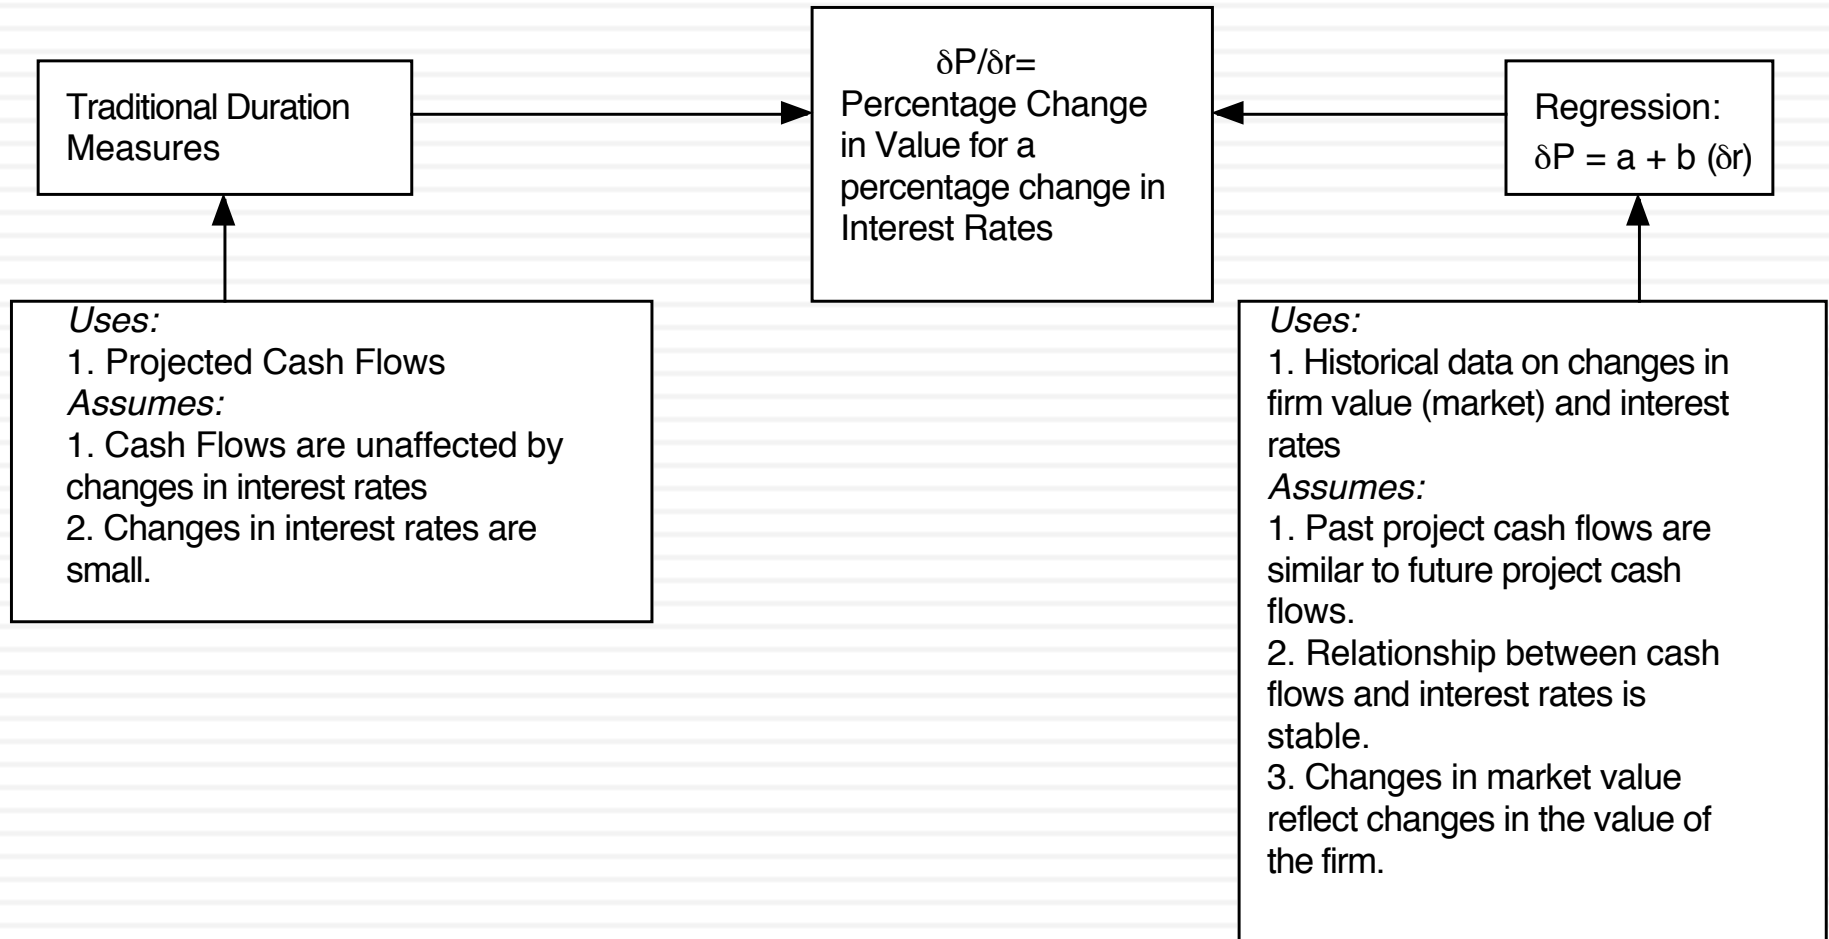 Traditional Duration
Measures
δP/δr=
Percentage Change
in Value for a
percentage change in
Interest Rates
Regression:
δP = a + b (δr)
Uses:
1. Projected Cash Flows
Assumes:
1. Cash Flows are unaffected by
changes in interest rates
2. Changes in interest rates are
small.
Uses:
1. Historical data on changes in
firm value (market) and interest
rates
Assumes:
1. Past project cash flows are
similar to future project cash
flows.
2. Relationship between cash
flows and interest rates is
stable.
3. Changes in market value
reflect changes in the value of
the firm.